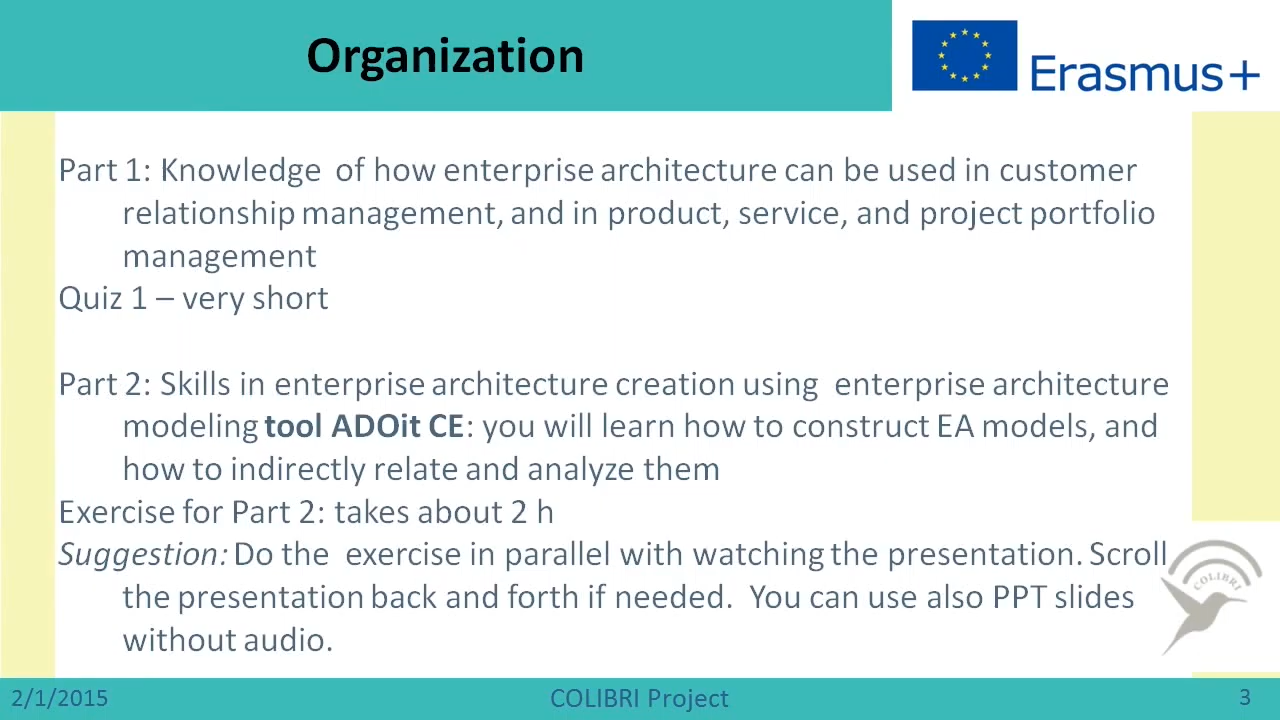 Organization
Erasmus+
Part 1: Knowledge of how enterprise architecture can be used in customer
relationship management, and in product, service, and project portfolio
management
Quiz 1 – very short
Part 2: Skills in enterprise architecture creation using enterprise architecture
modeling tool ADOit CE: you will learn how to construct EA models, and
how to indirectly relate and analyze them
Exercise for Part 2: takes about 2 h
Suggestion: Do the exercise in parallel with watching the presentation. Scroll
the presentation back and forth if needed. You can use also PPT slides
without audio.
COLIBRI
2/1/2015
COLIBRI Project
3